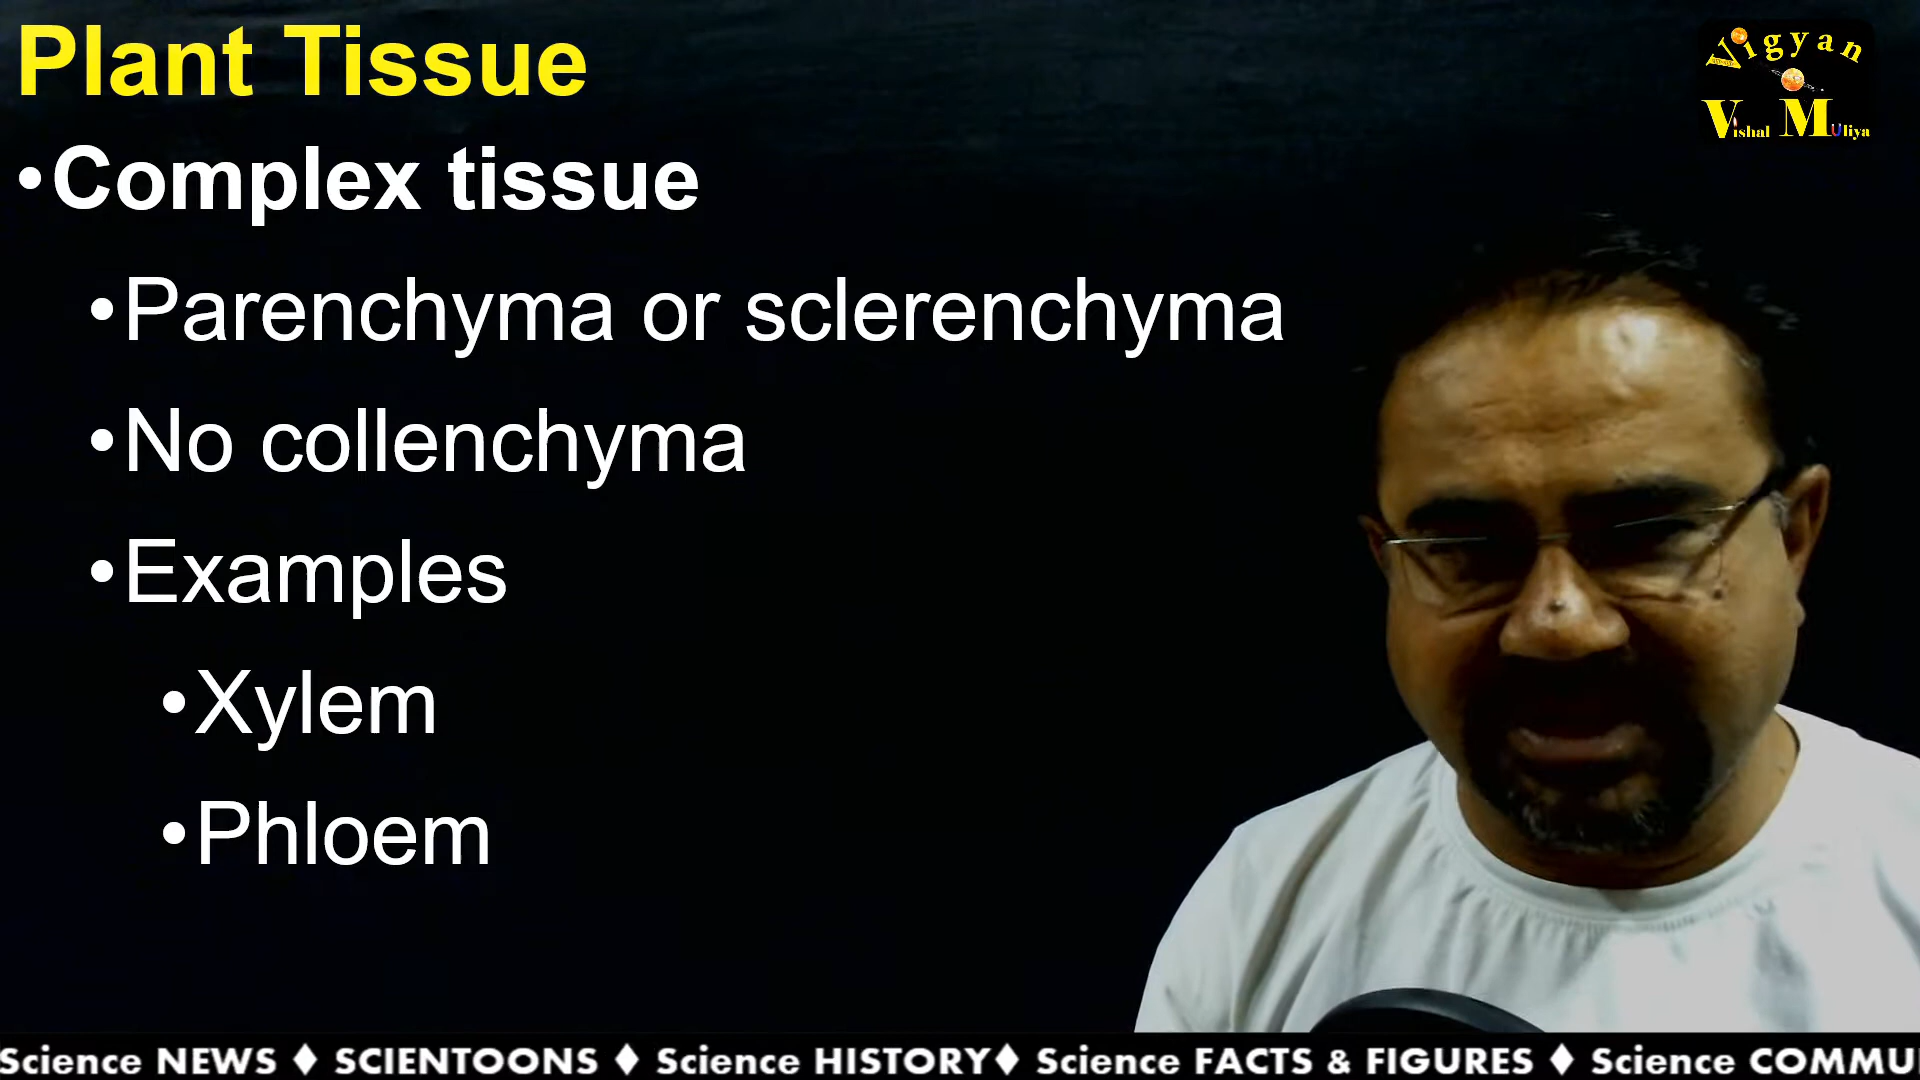 Plant Tissue
Vigyan
Vishal MUliya
•Complex tissue
•Parenchyma or sclerenchyma
•No collenchyma
•Examples
•Xylem
•Phloem
Science NEWS ♦ SCIENTOONS ♦ Science HISTORY♦ Science FACTS & FIGURES ♦ Science COMMU